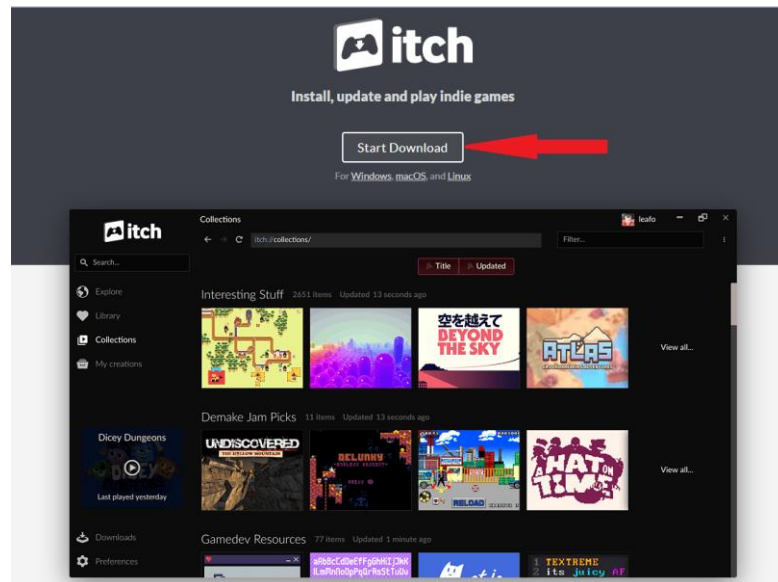 itch
Install, update and play indie games
Start Download
For Windows, macOS, and Linux
itch
Collections
leafo
itch://collections/
Filter...
Search...
Title
Updated
Explore
Library
Collections
My creations
Interesting Stuff 2651 items Updated 13 seconds ago
空を越えて
BEYOND
THE SKY
ATLAS
View all...
Demake Jam Picks 11 items Updated 13 seconds ago
UNDISCOVERED
DELUNKY
RELOAD
A HAT
IN
TIME
View all...
Dicey Dungeons
Last played yesterday
Downloads
Preferences
Gamedev Resources 77 items Updated 1 minute ago
1 TEXTREME
2 its juicy AF